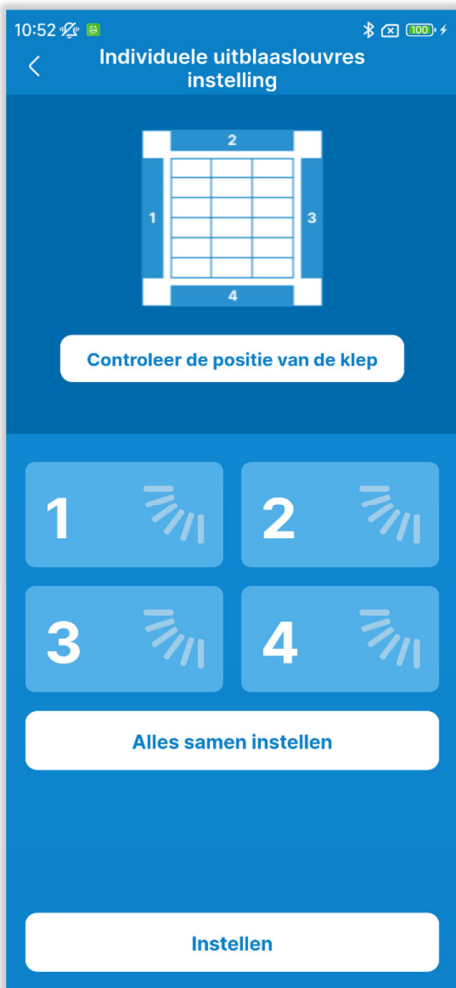 10:52
100
Individuele uitblaaslouvres
instelling
2
1
3
4
Controleer de positie van de klep
1
2
3
4
Alles samen instellen
Instellen